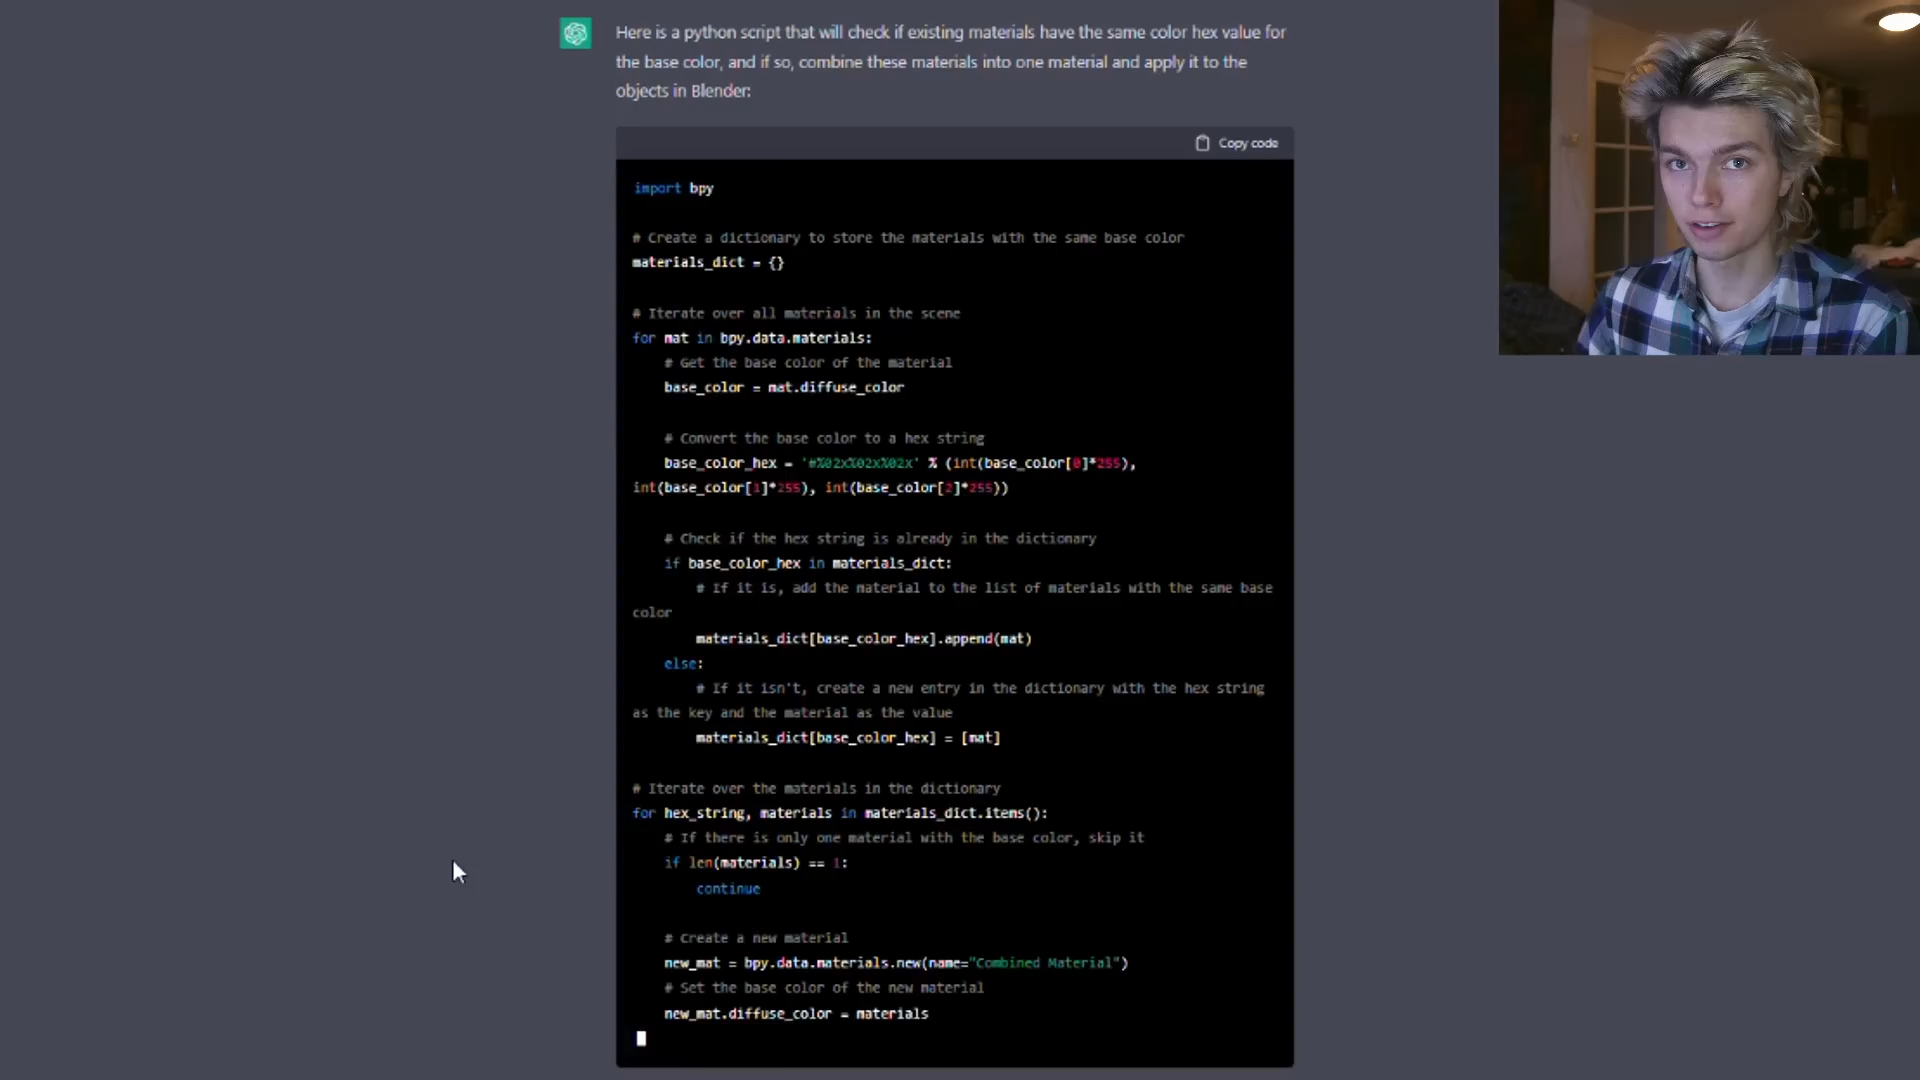 Here is a python script that will check if existing materials have the same color hex value for
the base color, and if so, combine these materials into one material and apply it to the
objects in Blender:
Copy code
import bpy
# Create a dictionary to store the materials with the same base color
materials_dict = {}
# Iterate over all materials in the scene
for mat in bpy.data.materials:
# Get the base color of the material
base_color = mat.diffuse_color
# Convert the base color to a hex string
base_color_hex = '#%02x%02x%02x' % (int(base_color[0]*255),
int(base_color[1]*255), int(base_color[2]*255))
# Check if the hex string is already in the dictionary
if base_color_hex in materials_dict:
# If it is, add the material to the list of materials with the same base
color
materials_dict[base_color_hex].append(mat)
else:
# If it isn't, create a new entry in the dictionary with the hex string
as the key and the material as the value
materials_dict[base_color_hex] = [mat]
# Iterate over the materials in the dictionary
for hex_string, materials in materials_dict.items():
# If there is only one material with the base color, skip it
if len(materials) == 1:
continue
# Create a new material
new_mat = bpy.data.materials.new(name="Combined Material")
# Set the base color of the new material
new_mat.diffuse_color = materials